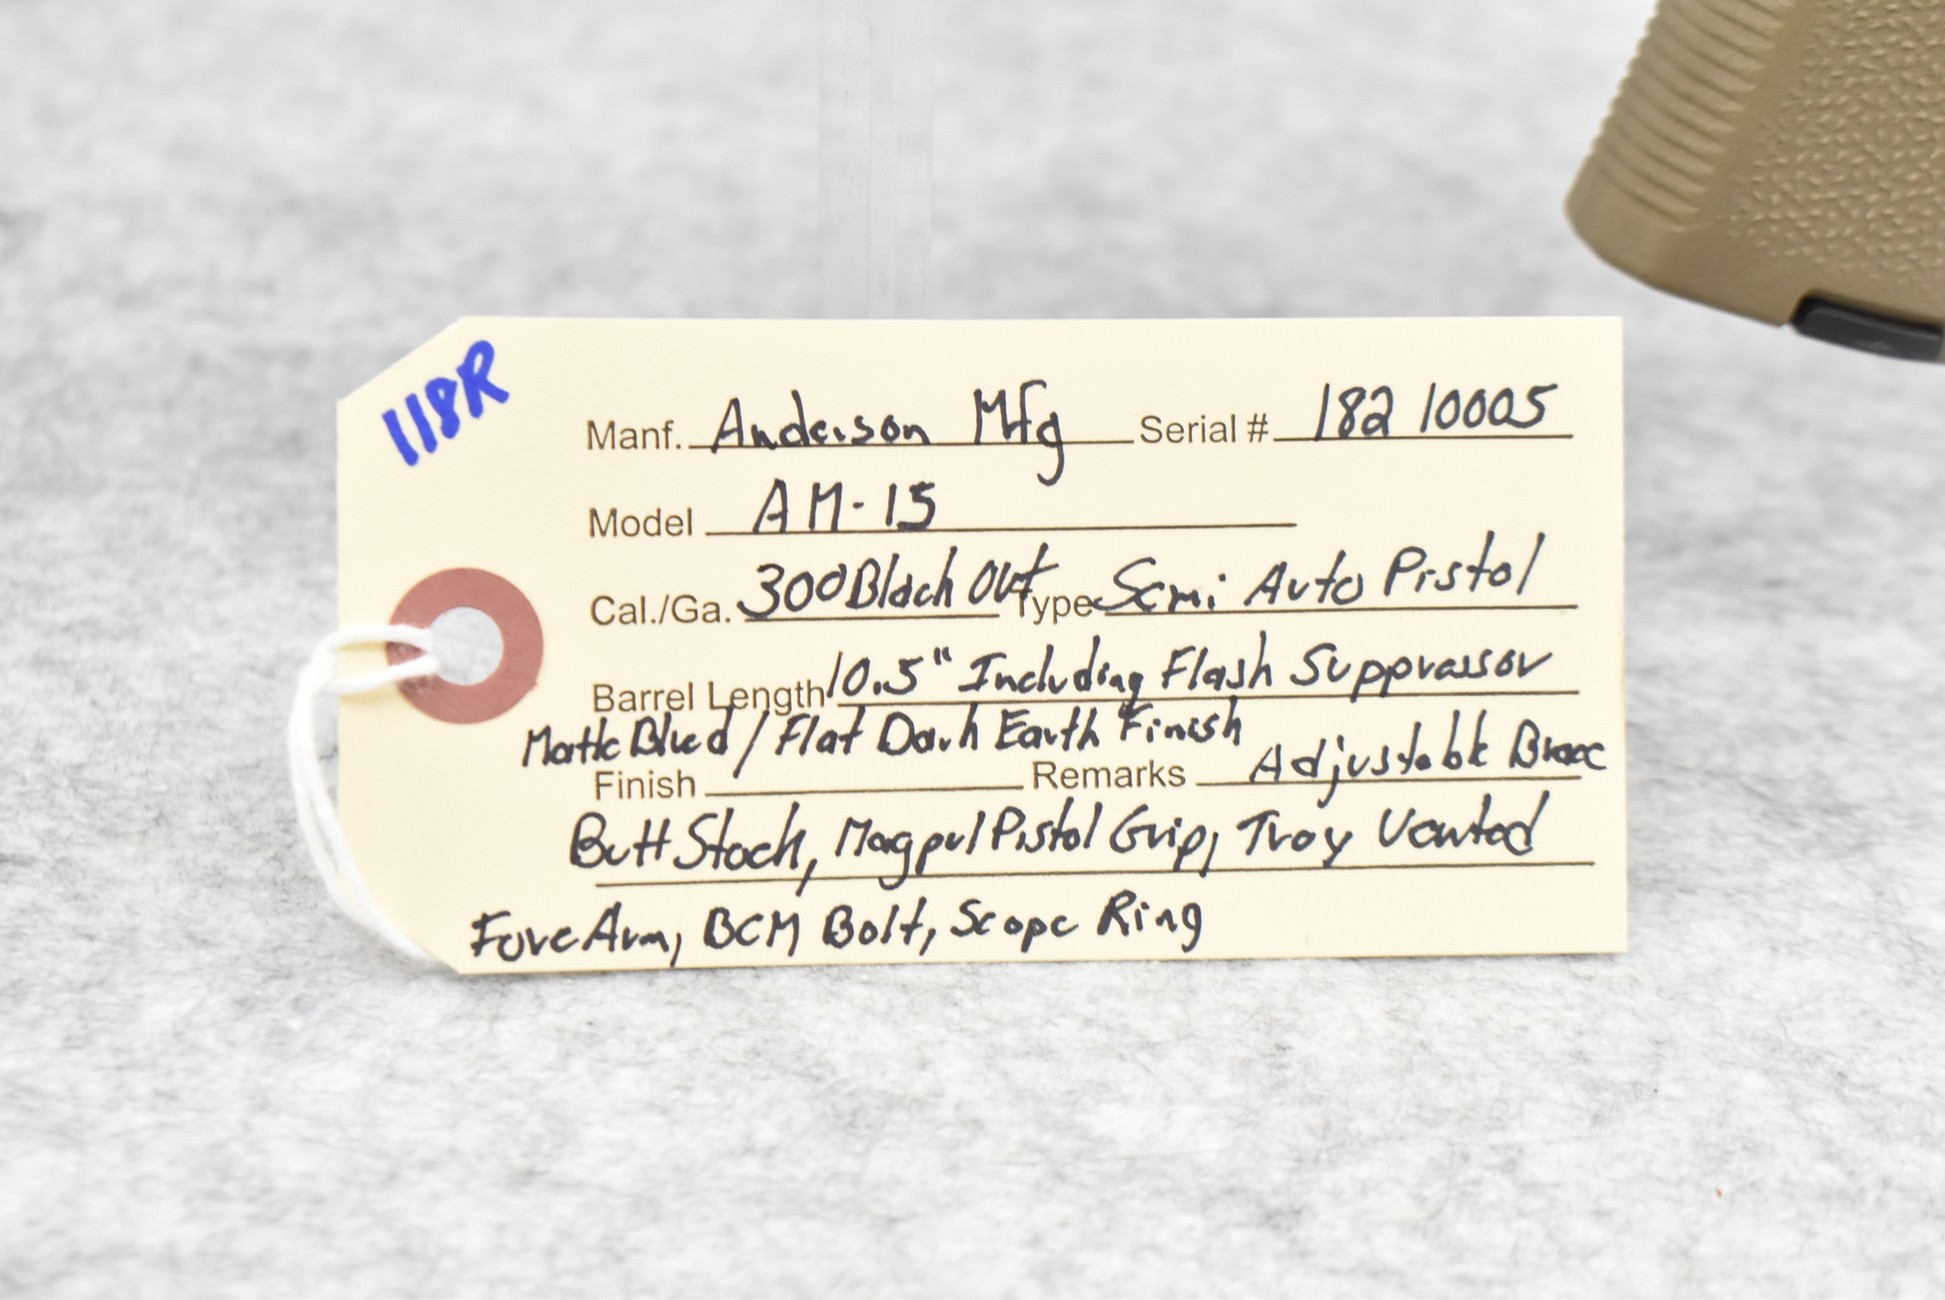 118R
Manf. Anderson Mfg Serial # 182 10005
Model AM-15
Cal./Ga. 300 Black Out Type Semi Auto Pistol
Barrel Length 10.5" Including Flash Suppressor
Matte Blued / Flat Dark Earth Finish
Finish Remarks Adjustable Brace
Butt Stock, Magpul Pistol Grip, Troy Vented
Fore Arm, BCM Bolt, Scope Ring